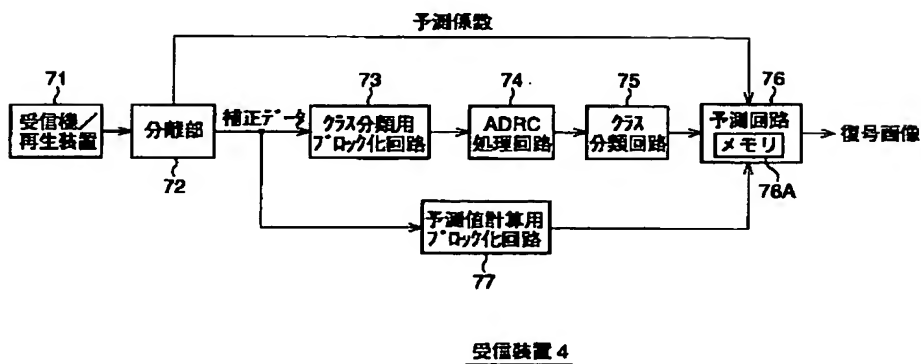 予測係数
71
受信機／
再生装置
分離部
72
補正データ
73
クラス分類用
ブロック化回路
74
ADRC
処理回路
75
クラス
分類回路
76
予測回路
メモリ
76A
復号画像
予測値計算用
ブロック化回路
77
受信装置 4